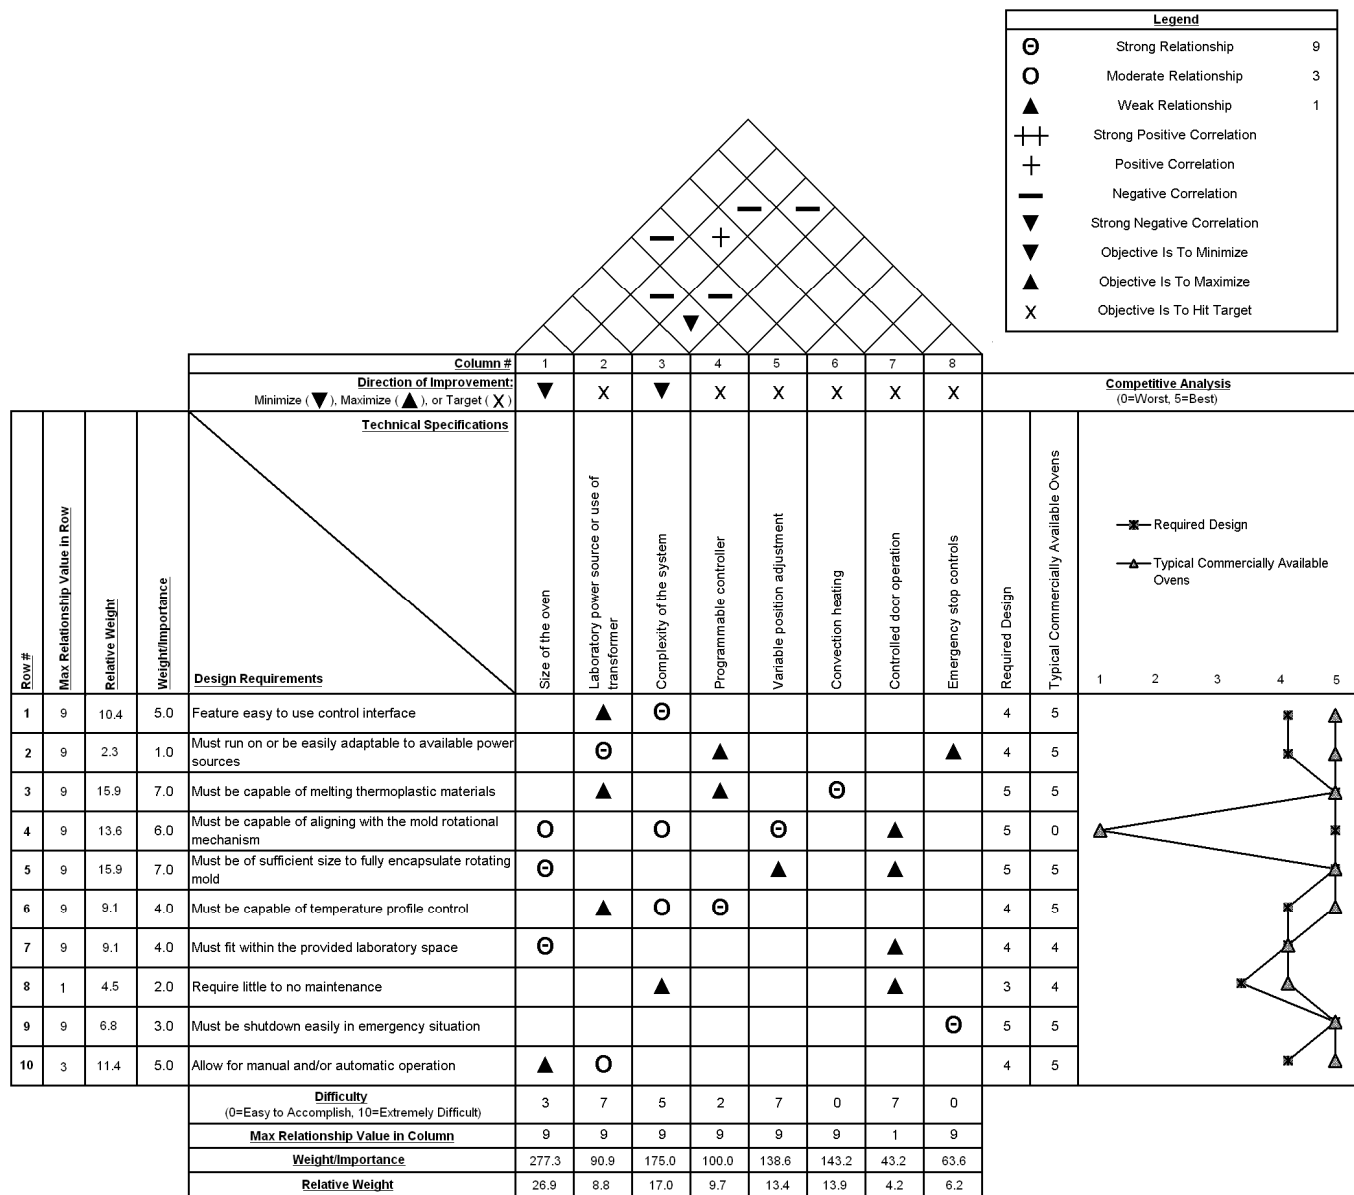 Legend
Strong Relationship 9
Moderate Relationship 3
Weak Relationship 1
Strong Positive Correlation
Positive Correlation
Negative Correlation
Strong Negative Correlation
Objective Is To Minimize
Objective Is To Maximize
X Objective Is To Hit Target
Column # 1 2 3 4 5 6 7 8
Direction of Improvement:
Minimize (▼), Maximize (▲), or Target (X)
▼ X ▼ X X X X X
Competitive Analysis
(0=Worst, 5=Best)
Technical Specifications
Row #
Max Relationship Value in Row
Relative Weight
Weight/Importance
Design Requirements
Size of the oven
Laboratory power source or use of
transformer
Complexity of the system
Programmable controller
Variable position adjustment
Convection heating
Controlled door operation
Emergency stop controls
Required Design
Typical Commercially Available Ovens
Required Design
Typical Commercially Available
Ovens
1 2 3 4 5
1 9 10.4 5.0 Feature easy to use control interface ▲ Θ 4 5
2 9 2.3 1.0 Must run on or be easily adaptable to available power
sources Θ ▲ ▲ 4 5
3 9 15.9 7.0 Must be capable of melting thermoplastic materials ▲ ▲ Θ 5 5
4 9 13.6 6.0 Must be capable of aligning with the mold rotational
mechanism O O Θ ▲ 5 0
5 9 15.9 7.0 Must be of sufficient size to fully encapsulate rotating
mold Θ ▲ ▲ 5 5
6 9 9.1 4.0 Must be capable of temperature profile control ▲ O Θ 4 5
7 9 9.1 4.0 Must fit within the provided laboratory space Θ ▲ 4 4
8 1 4.5 2.0 Require little to no maintenance ▲ ▲ 3 4
9 9 6.8 3.0 Must be shutdown easily in emergency situation Θ 5 5
10 3 11.4 5.0 Allow for manual and/or automatic operation ▲ O 4 5
Difficulty
(0=Easy to Accomplish, 10=Extremely Difficult)
3 7 5 2 7 0 7 0
Max Relationship Value in Column 9 9 9 9 9 9 1 9
Weight/Importance 277.3 90.9 175.0 100.0 138.6 143.2 43.2 63.6
Relative Weight 26.9 8.8 17.0 9.7 13.4 13.9 4.2 6.2